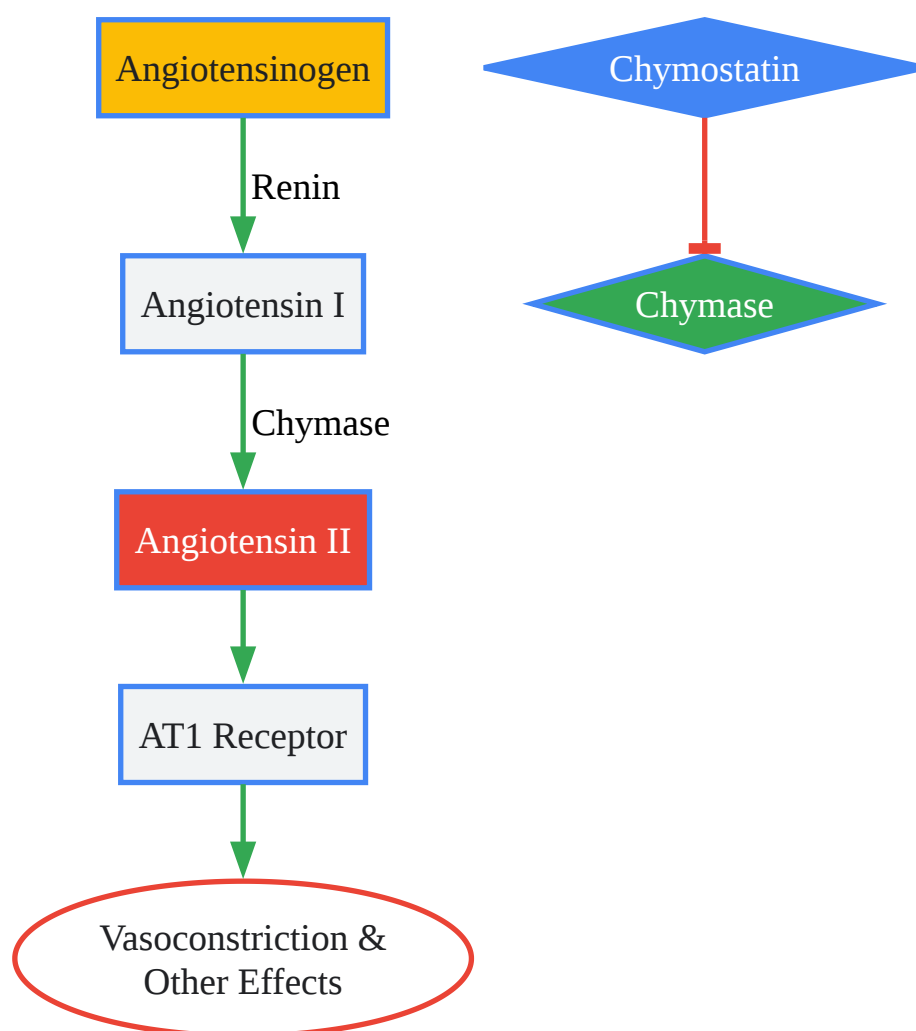 Angiotensinogen
Chymostatin
Renin
Angiotensin I
Chymase
Chymase
Angiotensin II
AT1 Receptor
Vasoconstriction &
Other Effects